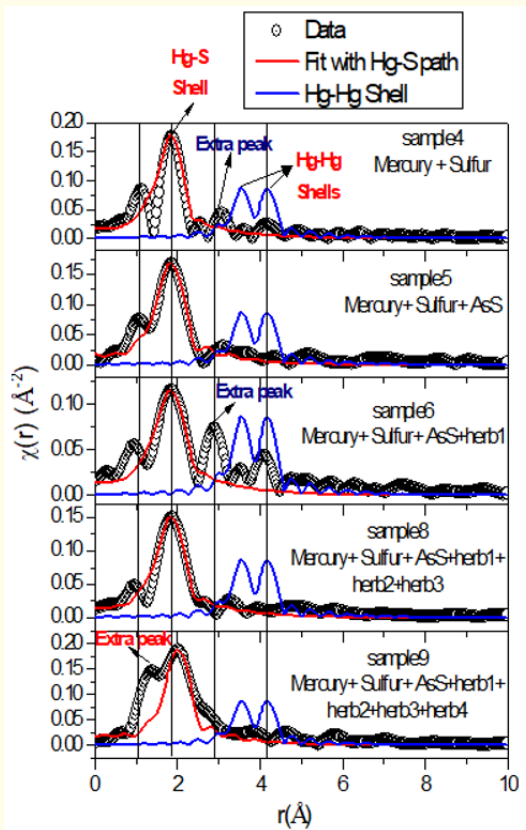 Data
Fit with Hg-S path
Hg-Hg Shell
Hg-S
Shell
Extra peak
Hg-Hg
Shells
sample4
Mercury + Sulfur
0.20
0.15
0.10
0.05
0.00
sample5
Mercury+ Sulfur + AsS
0.15
0.10
0.05
0.00
Extra peak
sample6
Mercury+ Sulfur + AsS+herb1
0.10
0.05
0.00
sample8
Mercury+ Sulfur + AsS+herb1+
herb2+herb3
0.15
0.10
0.05
0.00
Extra peak
sample9
Mercury + Sulfur + AsS+herb1+
herb2+herb3+herb4
0.15
0.10
0.05
0.00
0 2 4 6 8 10
r(Å)
χ(r) (Å⁻²)